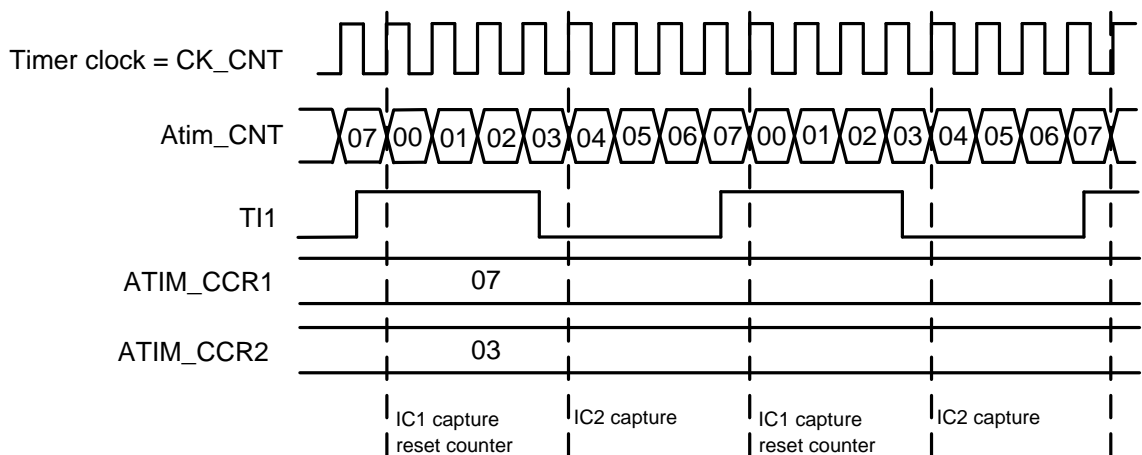 Timer clock = CK_CNT
Atim_CNT
07 00 01 02 03 04 05 06 07 00 01 02 03 04 05 06 07
TI1
ATIM_CCR1
07
ATIM_CCR2
03
IC1 capture
reset counter
IC2 capture
IC1 capture
reset counter
IC2 capture